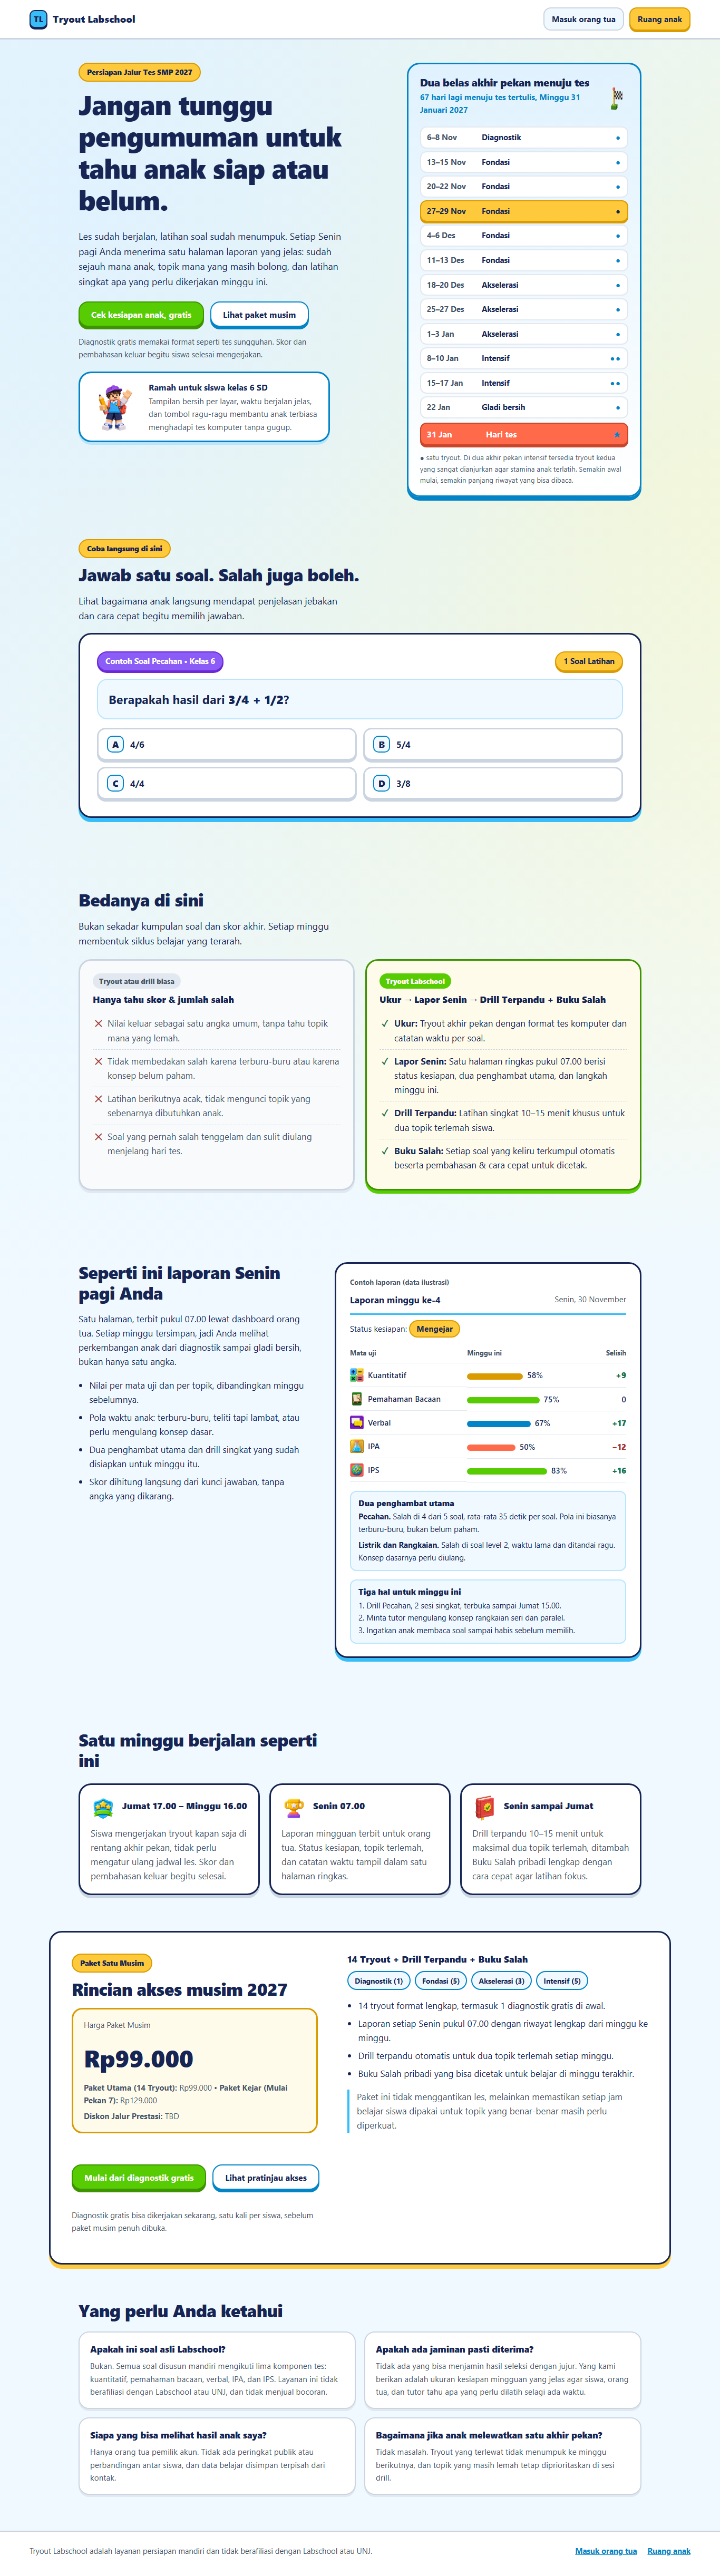 TL Tryout Labschool
Masuk orang tua
Ruang anak
Persiapan Jalur Tes SMP 2027
Jangan tunggu
pengumuman untuk
tahu anak siap atau
belum.
Les sudah berjalan, latihan soal sudah menumpuk. Setiap Senin
pagi Anda menerima satu halaman laporan yang jelas: sudah
sejauh mana anak, topik mana yang masih bolong, dan latihan
singkat apa yang perlu dikerjakan minggu ini.
Cek kesiapan anak, gratis
Lihat paket musim
Diagnostik gratis memakai format seperti tes sungguhan. Skor dan
pembahasan keluar begitu siswa selesai mengerjakan.
Ramah untuk siswa kelas 6 SD
Tampilan bersih per layar, waktu berjalan jelas,
dan tombol ragu-ragu membantu anak terbiasa
menghadapi tes komputer tanpa gugup.
Dua belas akhir pekan menuju tes
67 hari lagi menuju tes tertulis, Minggu 31
Januari 2027
6–8 Nov Diagnostik ●
13–15 Nov Fondasi ●
20–22 Nov Fondasi ●
27–29 Nov Fondasi ●
4–6 Des Fondasi ●
11–13 Des Fondasi ●
18–20 Des Akselerasi ●
25–27 Des Akselerasi ●
1–3 Jan Akselerasi ●
8–10 Jan Intensif ●●
15–17 Jan Intensif ●●
22 Jan Gladi bersih ●
31 Jan Hari tes ★
● satu tryout. Di dua akhir pekan intensif tersedia tryout kedua
yang sangat dianjurkan agar stamina anak terlatih. Semakin awal
mulai, semakin panjang riwayat yang bisa dibaca.
Coba langsung di sini
Jawab satu soal. Salah juga boleh.
Lihat bagaimana anak langsung mendapat penjelasan jebakan
dan cara cepat begitu memilih jawaban.
Contoh Soal Pecahan • Kelas 6
1 Soal Latihan
Berapakah hasil dari 3/4 + 1/2?
A 4/6
B 5/4
C 4/4
D 3/8
Bedanya di sini
Bukan sekadar kumpulan soal dan skor akhir. Setiap minggu
membentuk siklus belajar yang terarah.
Tryout atau drill biasa
Hanya tahu skor & jumlah salah
✕ Nilai keluar sebagai satu angka umum, tanpa tahu topik
mana yang lemah.
✕ Tidak membedakan salah karena terburu-buru atau karena
konsep belum paham.
✕ Latihan berikutnya acak, tidak mengunci topik yang
sebenarnya dibutuhkan anak.
✕ Soal yang pernah salah tenggelam dan sulit diulang
menjelang hari tes.
Tryout Labschool
Ukur → Lapor Senin → Drill Terpandu + Buku Salah
✓ Ukur: Tryout akhir pekan dengan format tes komputer dan
catatan waktu per soal.
✓ Lapor Senin: Satu halaman ringkas pukul 07.00 berisi
status kesiapan, dua penghambat utama, dan langkah
minggu ini.
✓ Drill Terpandu: Latihan singkat 10–15 menit khusus untuk
dua topik terlemah siswa.
✓ Buku Salah: Setiap soal yang keliru terkumpul otomatis
beserta pembahasan & cara cepat untuk dicetak.
Seperti ini laporan Senin
pagi Anda
Satu halaman, terbit pukul 07.00 lewat dashboard orang
tua. Setiap minggu tersimpan, jadi Anda melihat
perkembangan anak dari diagnostik sampai gladi bersih,
bukan hanya satu angka.
• Nilai per mata uji dan per topik, dibandingkan minggu
sebelumnya.
• Pola waktu anak: terburu-buru, teliti tapi lambat, atau
perlu mengulang konsep dasar.
• Dua penghambat utama dan drill singkat yang sudah
disiapkan untuk minggu itu.
• Skor dihitung langsung dari kunci jawaban, tanpa
angka yang dikarang.
Contoh laporan (data ilustrasi)
Laporan minggu ke-4 Senin, 30 November
Status kesiapan: Mengejar
Mata uji Minggu ini Selisih
Kuantitatif 58% +9
Pemahaman Bacaan 75% 0
Verbal 67% +17
IPA 50% −12
IPS 83% +16
Dua penghambat utama
Pecahan. Salah di 4 dari 5 soal, rata-rata 35 detik per soal. Pola ini biasanya
terburu-buru, bukan belum paham.
Listrik dan Rangkaian. Salah di soal level 2, waktu lama dan ditandai ragu.
Konsep dasarnya perlu diulang.
Tiga hal untuk minggu ini
1. Drill Pecahan, 2 sesi singkat, terbuka sampai Jumat 15.00.
2. Minta tutor mengulang konsep rangkaian seri dan paralel.
3. Ingatkan anak membaca soal sampai habis sebelum memilih.
Satu minggu berjalan seperti
ini
Jumat 17.00 – Minggu 16.00
Siswa mengerjakan tryout kapan saja di
rentang akhir pekan, tidak perlu
mengatur ulang jadwal les. Skor dan
pembahasan keluar begitu selesai.
Senin 07.00
Laporan mingguan terbit untuk orang
tua. Status kesiapan, topik terlemah,
dan catatan waktu tampil dalam satu
halaman ringkas.
Senin sampai Jumat
Drill terpandu 10–15 menit untuk
maksimal dua topik terlemah, ditambah
Buku Salah pribadi lengkap dengan
cara cepat agar latihan fokus.
Paket Satu Musim
Rincian akses musim 2027
Harga Paket Musim
Rp99.000
Paket Utama (14 Tryout): Rp99.000 • Paket Kejar (Mulai
Pekan 7): Rp129.000
Diskon Jalur Prestasi: TBD
Mulai dari diagnostik gratis
Lihat pratinjau akses
Diagnostik gratis bisa dikerjakan sekarang, satu kali per siswa, sebelum
paket musim penuh dibuka.
14 Tryout + Drill Terpandu + Buku Salah
Diagnostik (1) Fondasi (5) Akselerasi (3) Intensif (5)
• 14 tryout format lengkap, termasuk 1 diagnostik gratis di awal.
• Laporan setiap Senin pukul 07.00 dengan riwayat lengkap dari minggu ke
minggu.
• Drill terpandu otomatis untuk dua topik terlemah setiap minggu.
• Buku Salah pribadi yang bisa dicetak untuk belajar di minggu terakhir.
Paket ini tidak menggantikan les, melainkan memastikan setiap jam
belajar siswa dipakai untuk topik yang benar-benar masih perlu
diperkuat.
Yang perlu Anda ketahui
Apakah ini soal asli Labschool?
Bukan. Semua soal disusun mandiri mengikuti lima komponen tes:
kuantitatif, pemahaman bacaan, verbal, IPA, dan IPS. Layanan ini tidak
berafiliasi dengan Labschool atau UNJ, dan tidak menjual bocoran.
Apakah ada jaminan pasti diterima?
Tidak ada yang bisa menjamin hasil seleksi dengan jujur. Yang kami
berikan adalah ukuran kesiapan mingguan yang jelas agar siswa, orang
tua, dan tutor tahu apa yang perlu dilatih selagi ada waktu.
Siapa yang bisa melihat hasil anak saya?
Hanya orang tua pemilik akun. Tidak ada peringkat publik atau
perbandingan antar siswa, dan data belajar disimpan terpisah dari
kontak.
Bagaimana jika anak melewatkan satu akhir pekan?
Tidak masalah. Tryout yang terlewat tidak menumpuk ke minggu
berikutnya, dan topik yang masih lemah tetap diprioritaskan di sesi
drill.
Tryout Labschool adalah layanan persiapan mandiri dan tidak berafiliasi dengan Labschool atau UNJ.
Masuk orang tua
Ruang anak